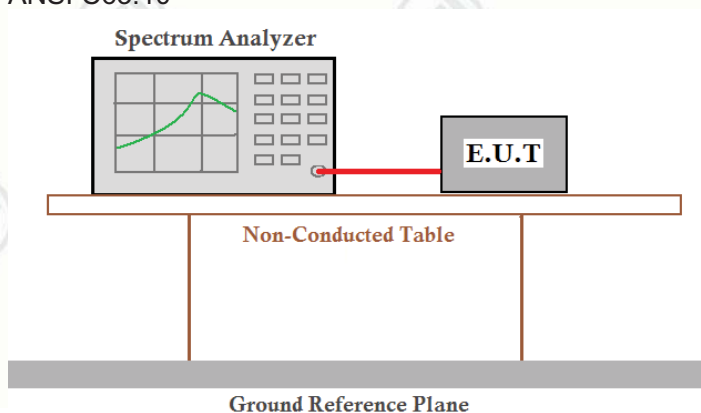 Spectrum Analyzer
E.U.T
Non-Conducted Table
Ground Reference Plane